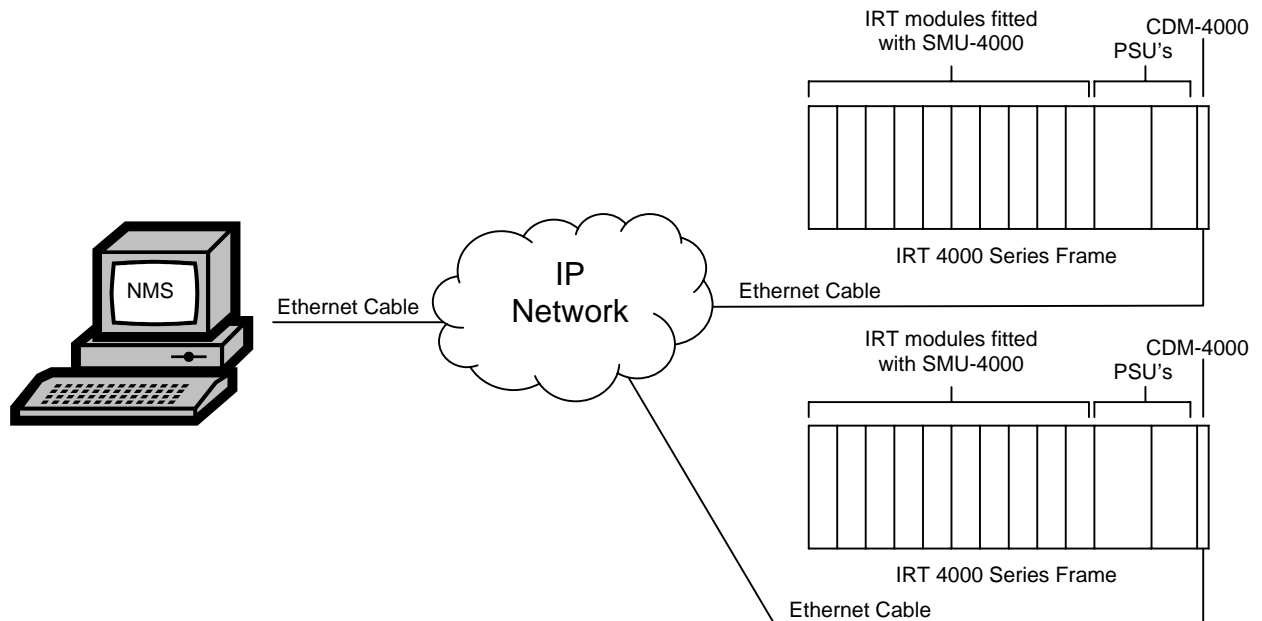 IRT modules fitted
with SMU-4000
CDM-4000
PSU's
IRT 4000 Series Frame
NMS
Ethernet Cable
IP
Network
Ethernet Cable
IRT modules fitted
with SMU-4000
CDM-4000
PSU's
IRT 4000 Series Frame
Ethernet Cable